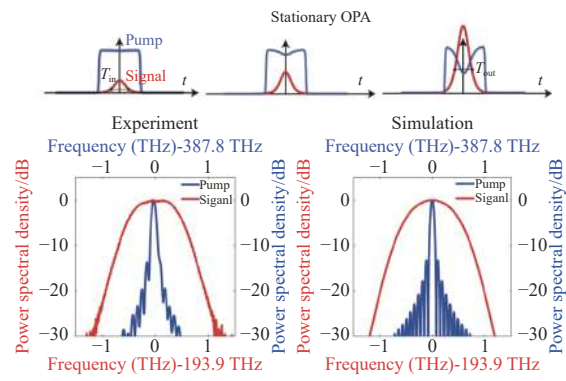 Stationary OPA
Pump
T_in
Signal
t
t
T_out
t
Experiment
Simulation
Frequency (THz)-387.8 THz
Frequency (THz)-387.8 THz
−1 0 1
−1 0 1
Power spectral density/dB
0
−10
−20
−30
Pump
Siganl
0
−10
−20
−30
Power spectral density/dB
Power spectral density/dB
0
−10
−20
−30
Pump
Siganl
0
−10
−20
−30
Power spectral density/dB
−1 0 1
−1 0 1
Frequency (THz)-193.9 THz
Frequency (THz)-193.9 THz